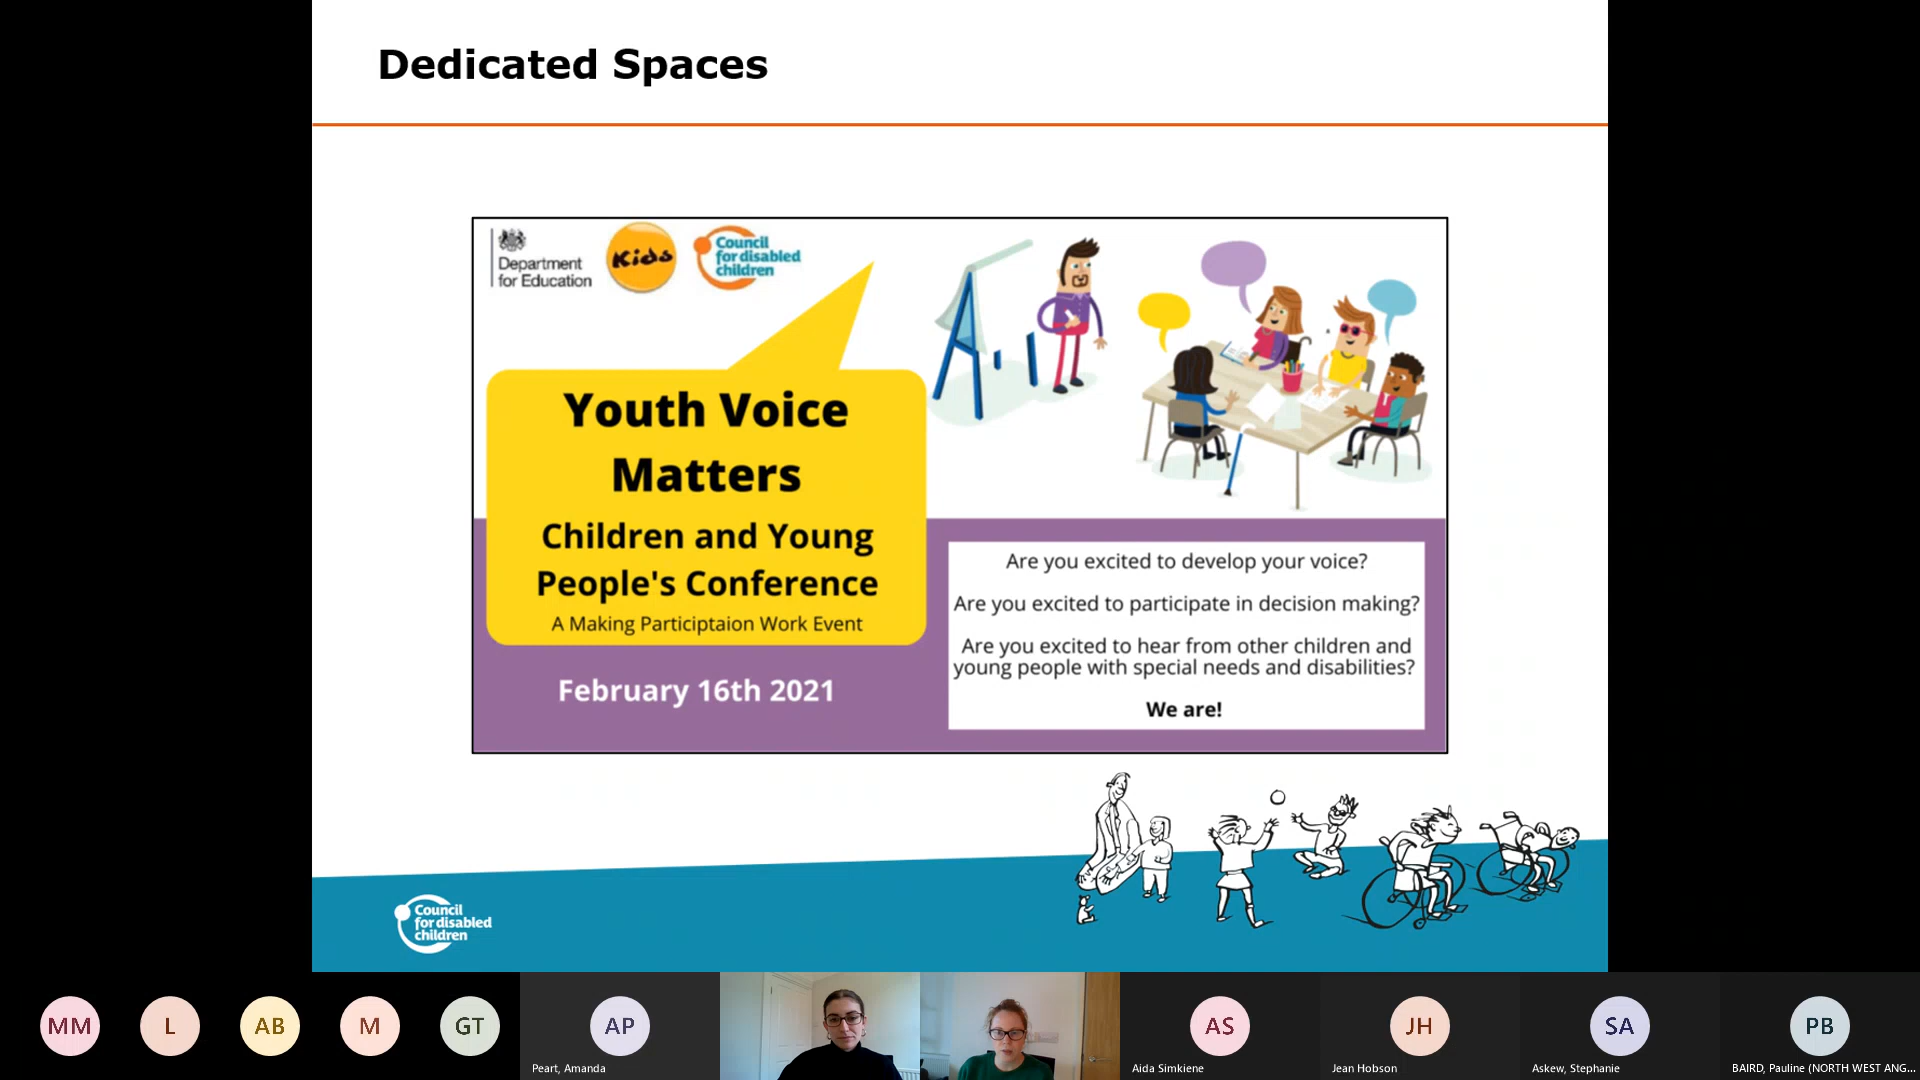 Dedicated Spaces
Department
for Education
Kids
Council
for disabled
children
Youth Voice
Matters
Children and Young
People's Conference
A Making Participtaion Work Event
February 16th 2021
Are you excited to develop your voice?
Are you excited to participate in decision making?
Are you excited to hear from other children and
young people with special needs and disabilities?
We are!
Council
for disabled
children
MM
L
AB
M
GT
AP
Peart, Amanda
AS
Aida Simkiene
JH
Jean Hobson
SA
Askew, Stephanie
PB
BAIRD, Pauline (NORTH WEST ANG...